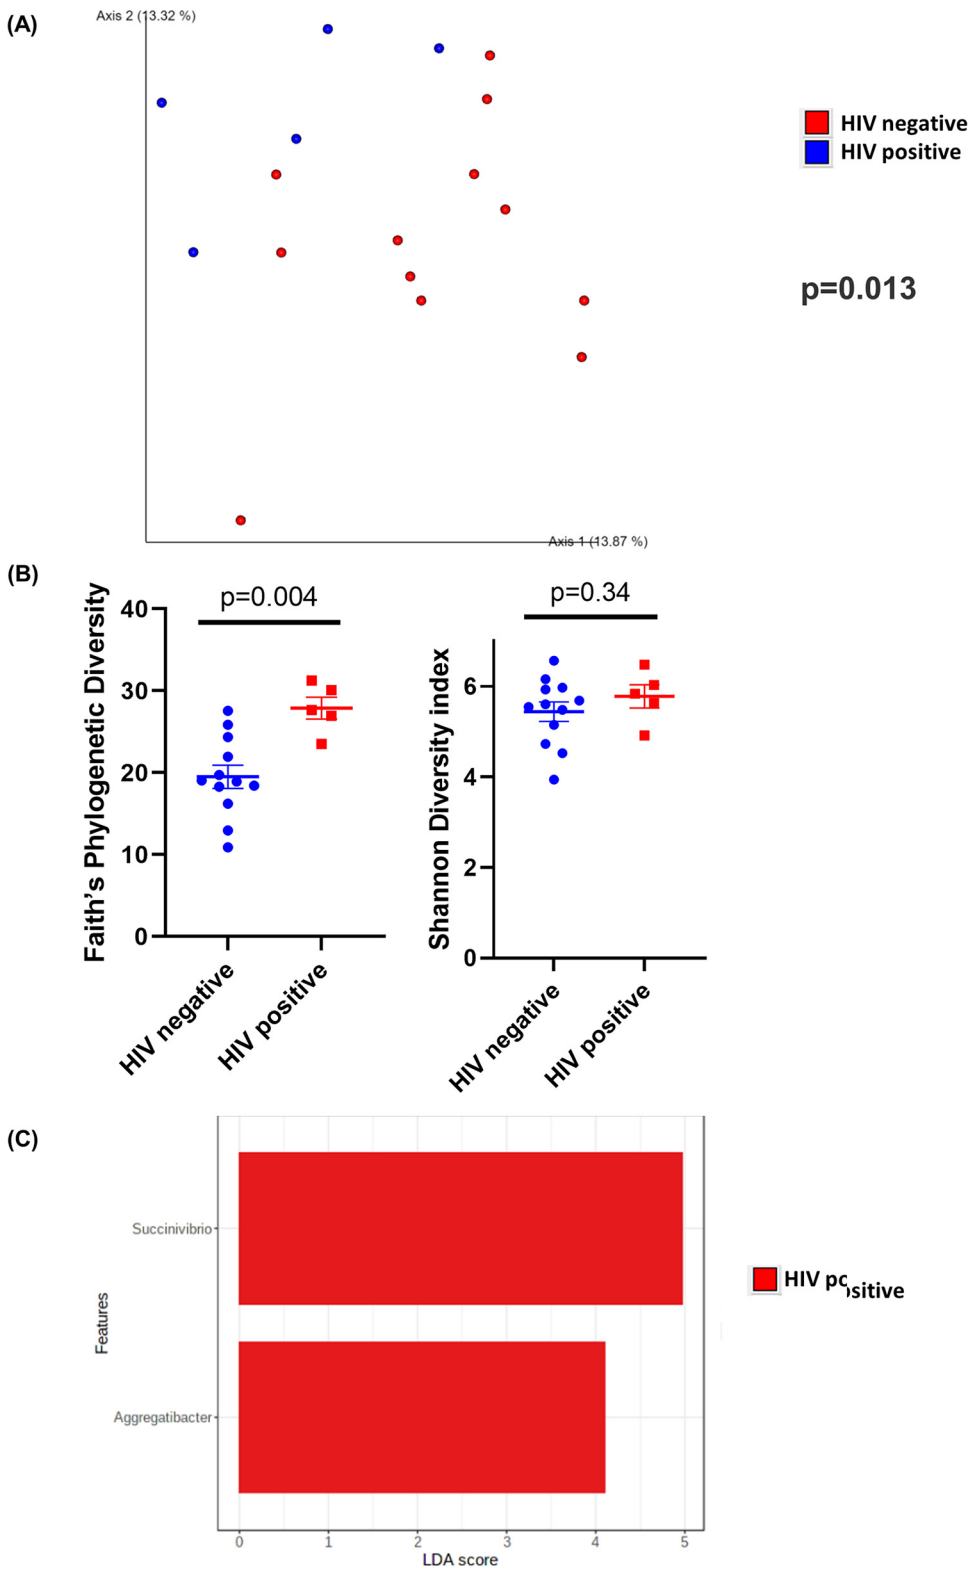 (A)
Axis 2 (13.32 %)
HIV negative
HIV positive
p=0.013
Axis 1 (13.87 %)
(B)
p=0.004
40
30
20
10
0
Faith's Phylogenetic Diversity
HIV negative
HIV positive
p=0.34
6
4
2
0
Shannon Diversity index
HIV negative
HIV positive
(C)
Succinivibrio
Aggregatibacter
Features
0 1 2 3 4 5
LDA score
HIV positive